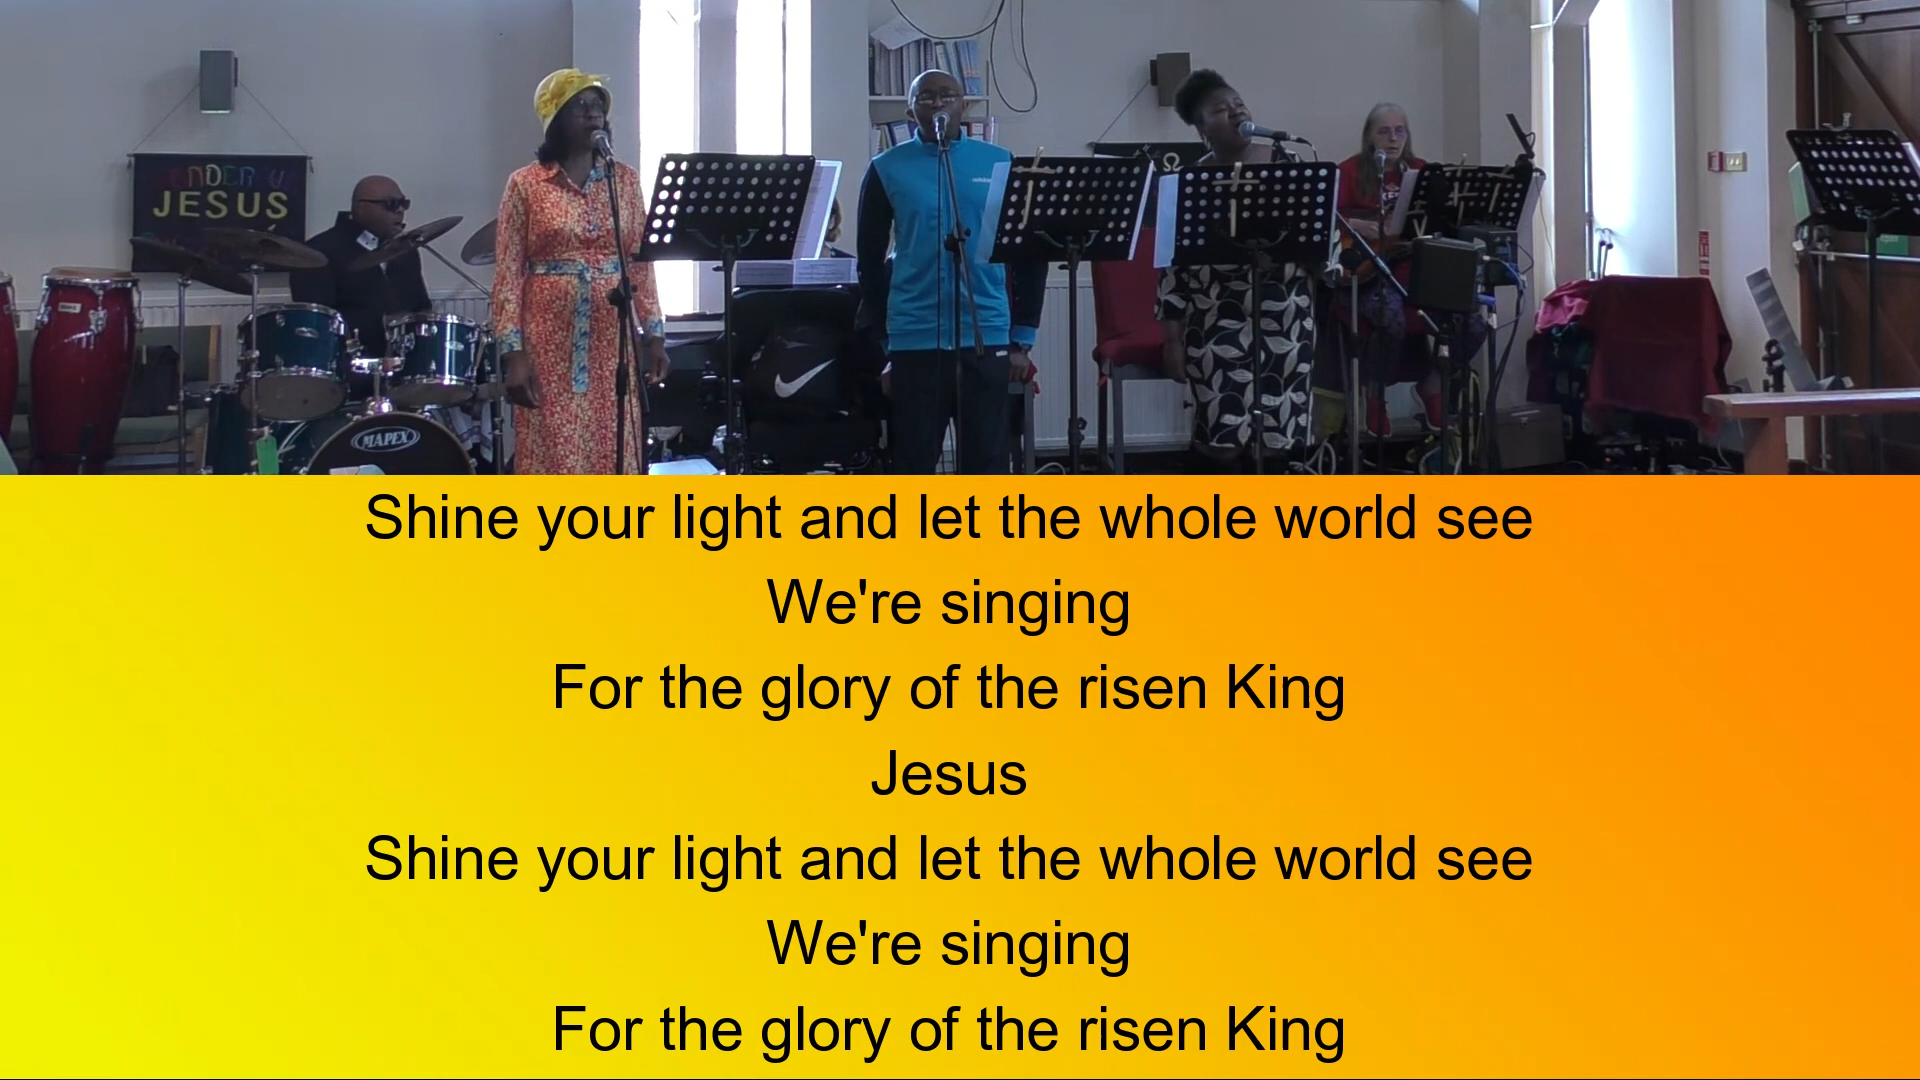 JESUS
MAPEX
Shine your light and let the whole world see
We're singing
For the glory of the risen King
Jesus
Shine your light and let the whole world see
We're singing
For the glory of the risen King